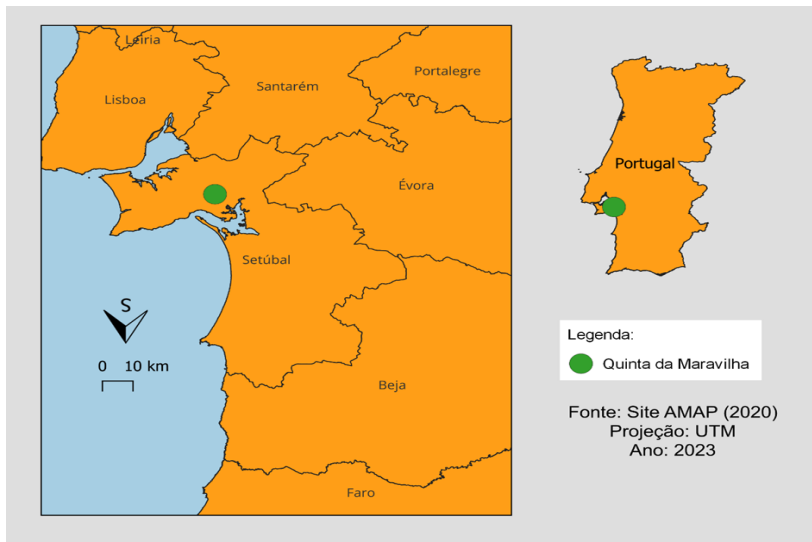 Leiria
Lisboa
Santarém
Portalegre
Évora
Setúbal
S
0 10 km
Beja
Faro
Portugal
Legenda:
Quinta da Maravilha
Fonte: Site AMAP (2020)
Projeção: UTM
Ano: 2023